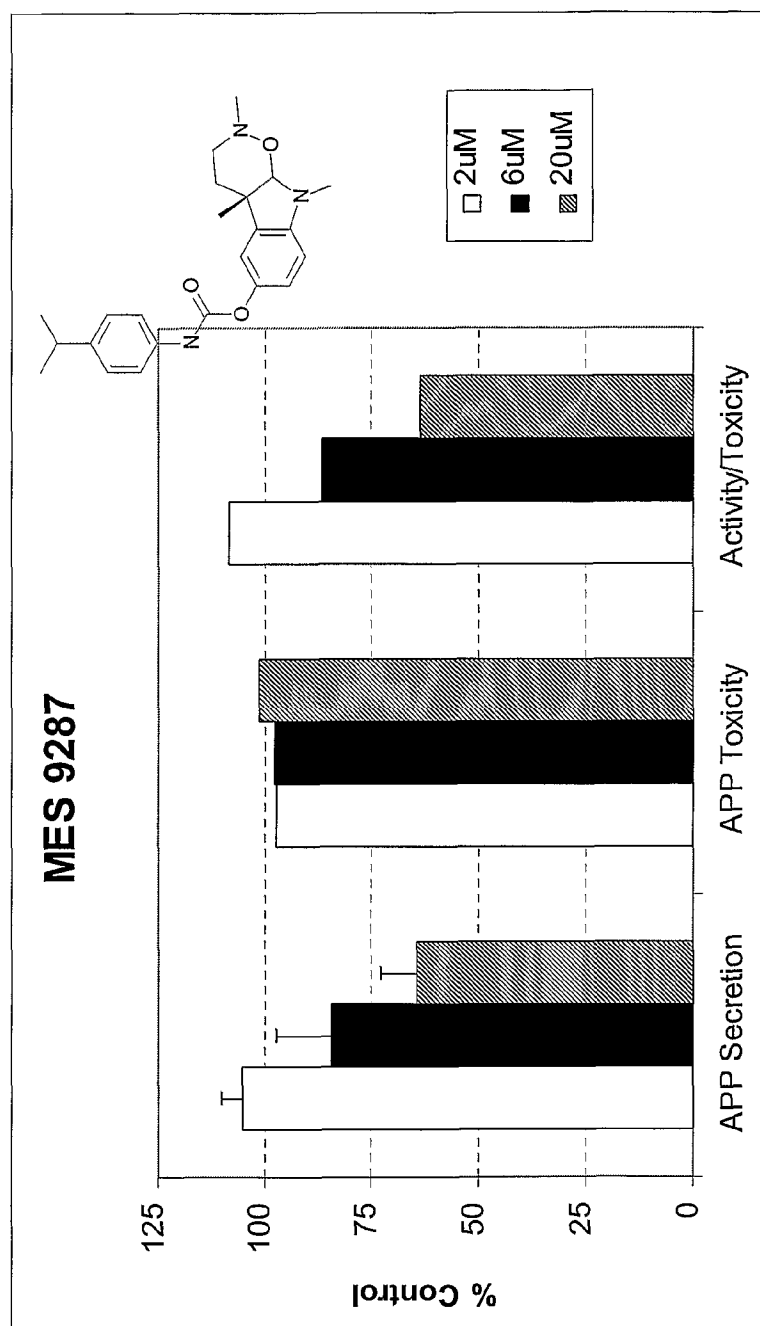 MES 9287
% Control
125
100
75
50
25
0
APP Secretion
APP Toxicity
Activity/Toxicity
2uM
6uM
20uM
N
O
O
N
O
N